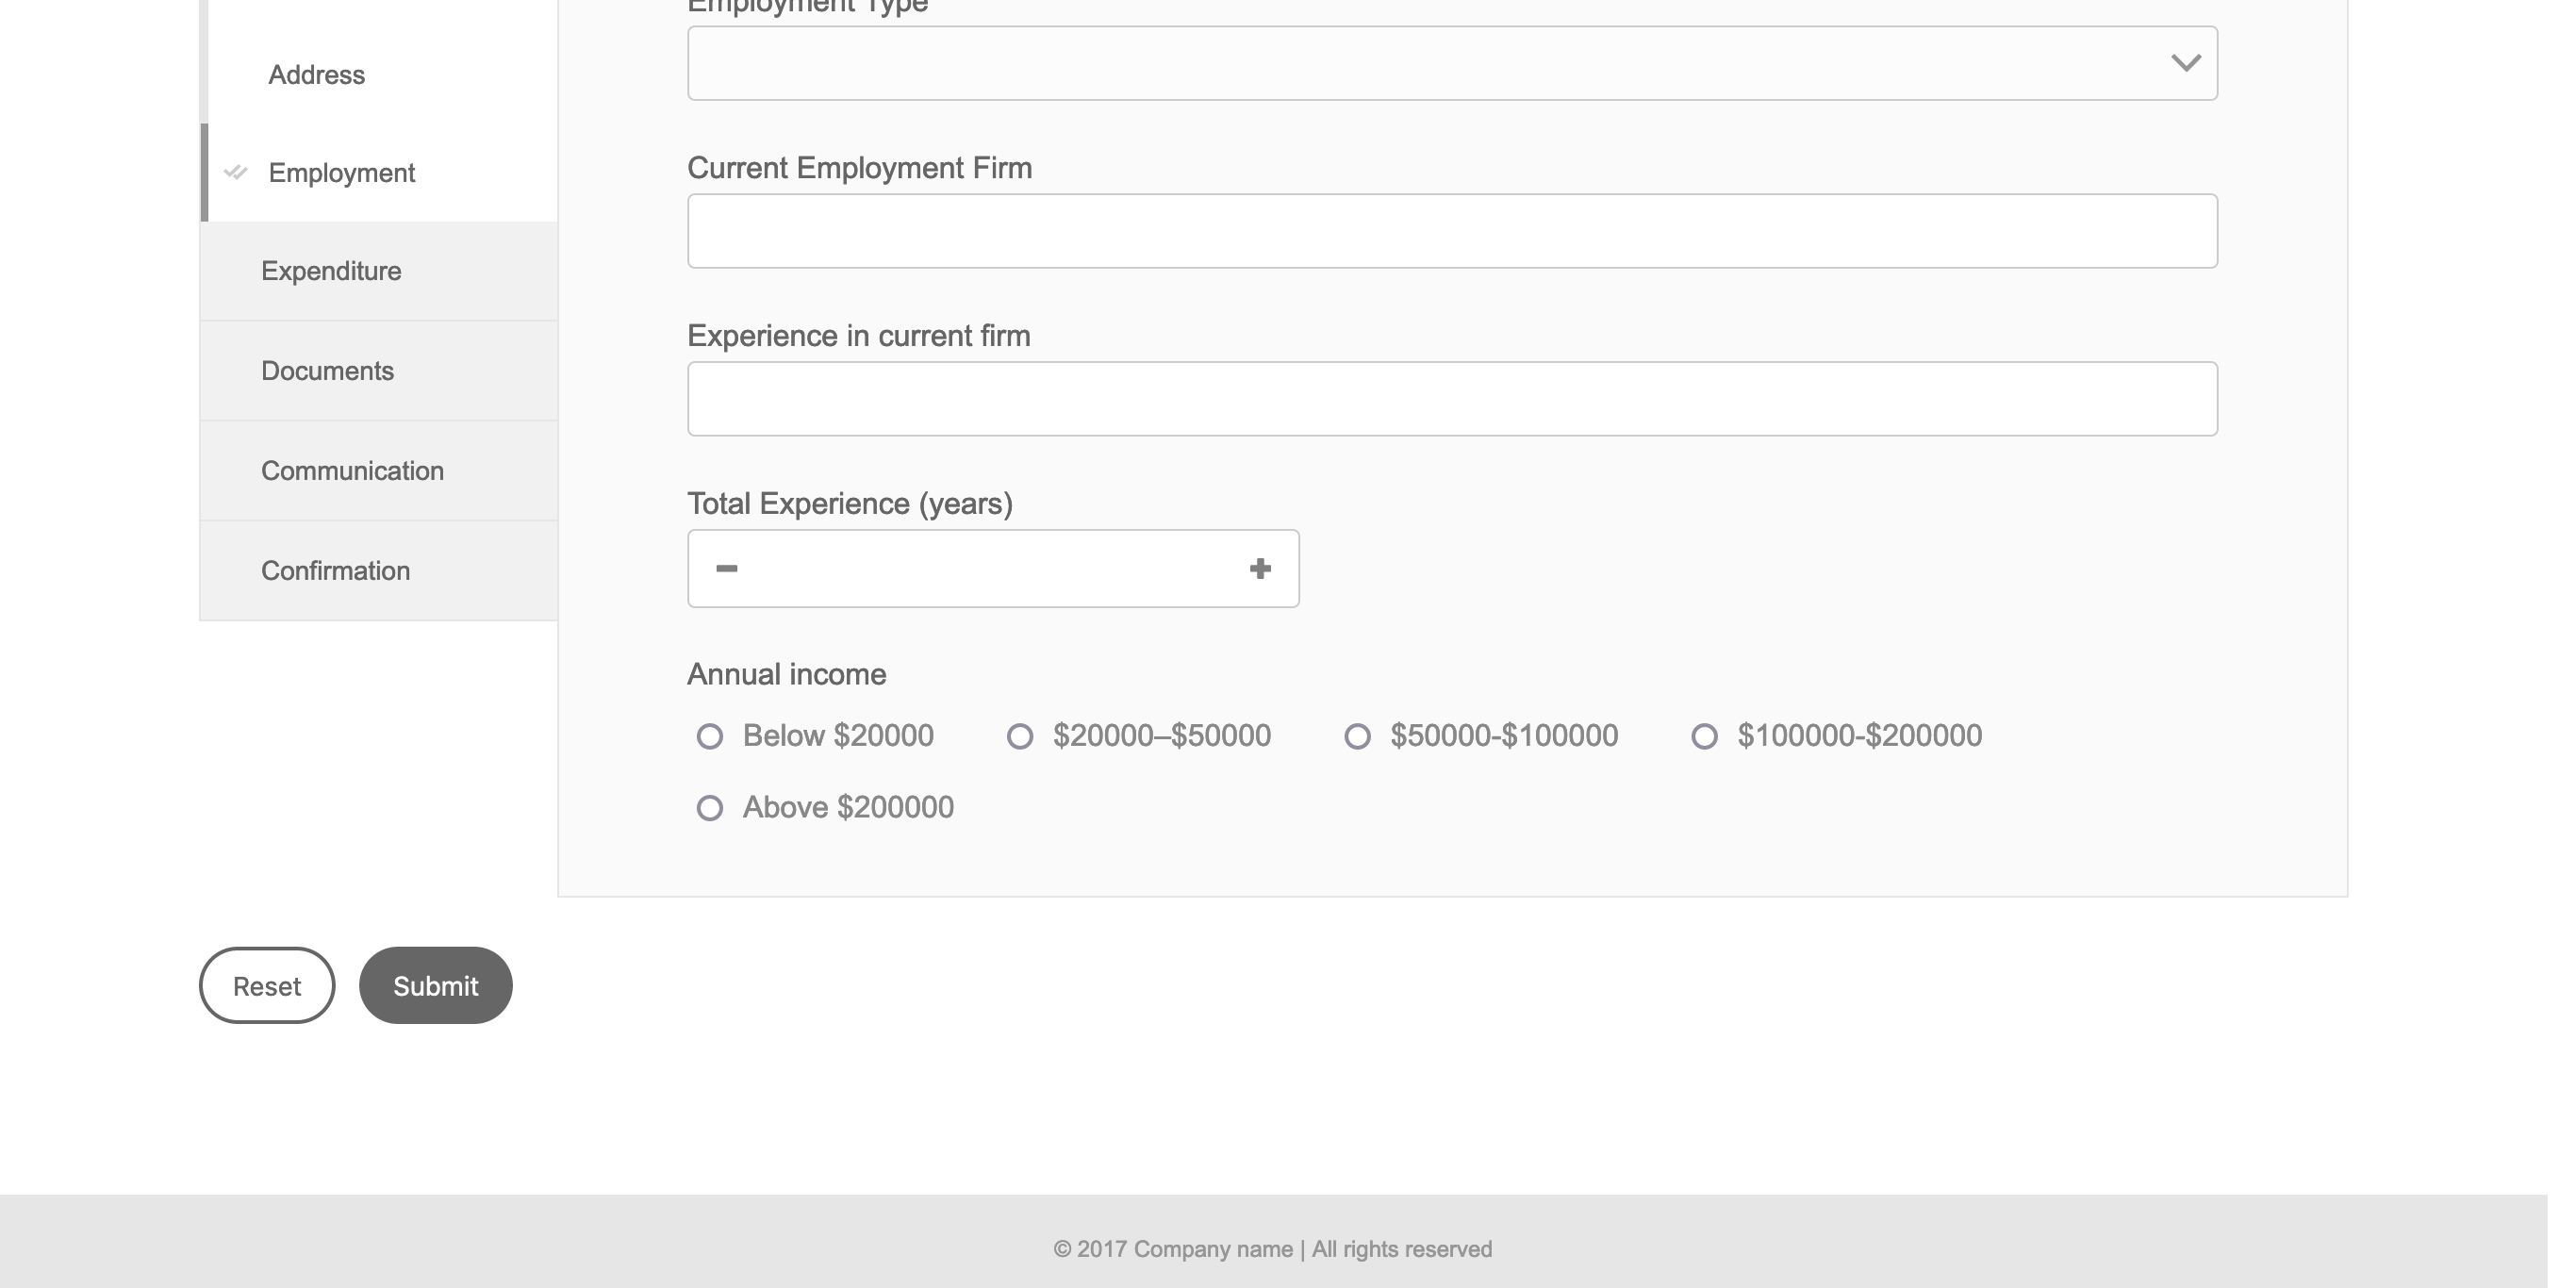 Employment Type
Address
Employment
Expenditure
Documents
Communication
Confirmation
Current Employment Firm
Experience in current firm
Total Experience (years)
Annual income
Below $20000 $20000–$50000 $50000-$100000 $100000-$200000
Above $200000
Reset Submit
© 2017 Company name | All rights reserved